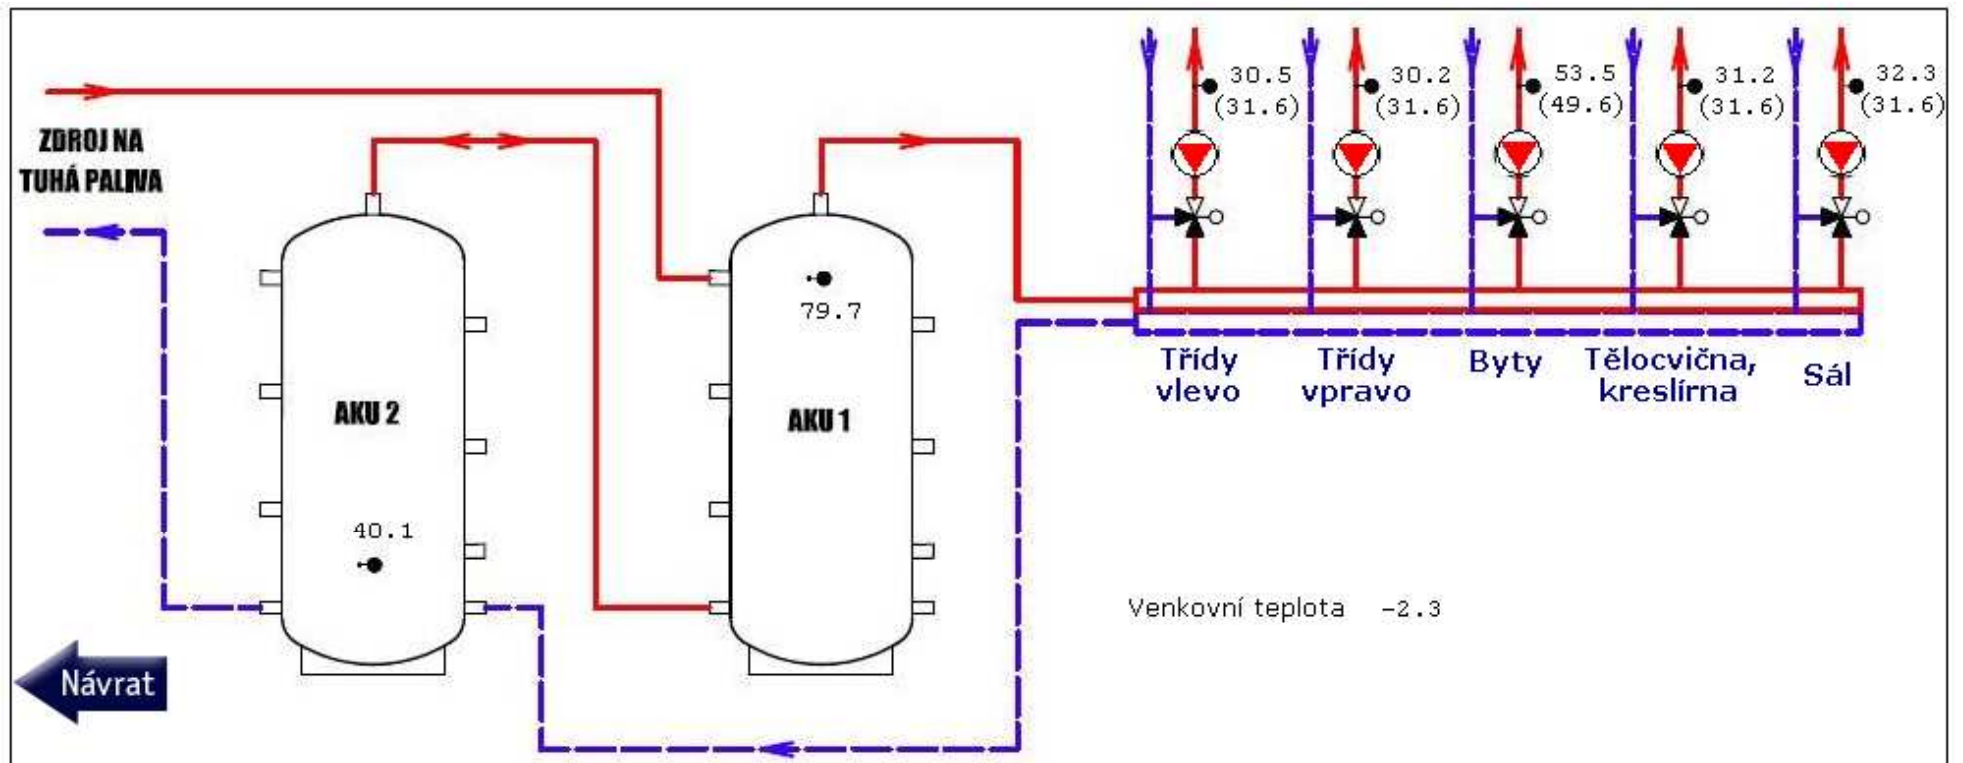 ZDROJ NA
TUHÁ PALIVA
30.5
(31.6)
30.2
(31.6)
53.5
(49.6)
31.2
(31.6)
32.3
(31.6)
79.7
Třídy
vlevo
Třídy
vpravo
Byty
Tělocvična,
kreslírna
Sál
AKU 2
AKU 1
40.1
Venkovní teplota -2.3
Návrat